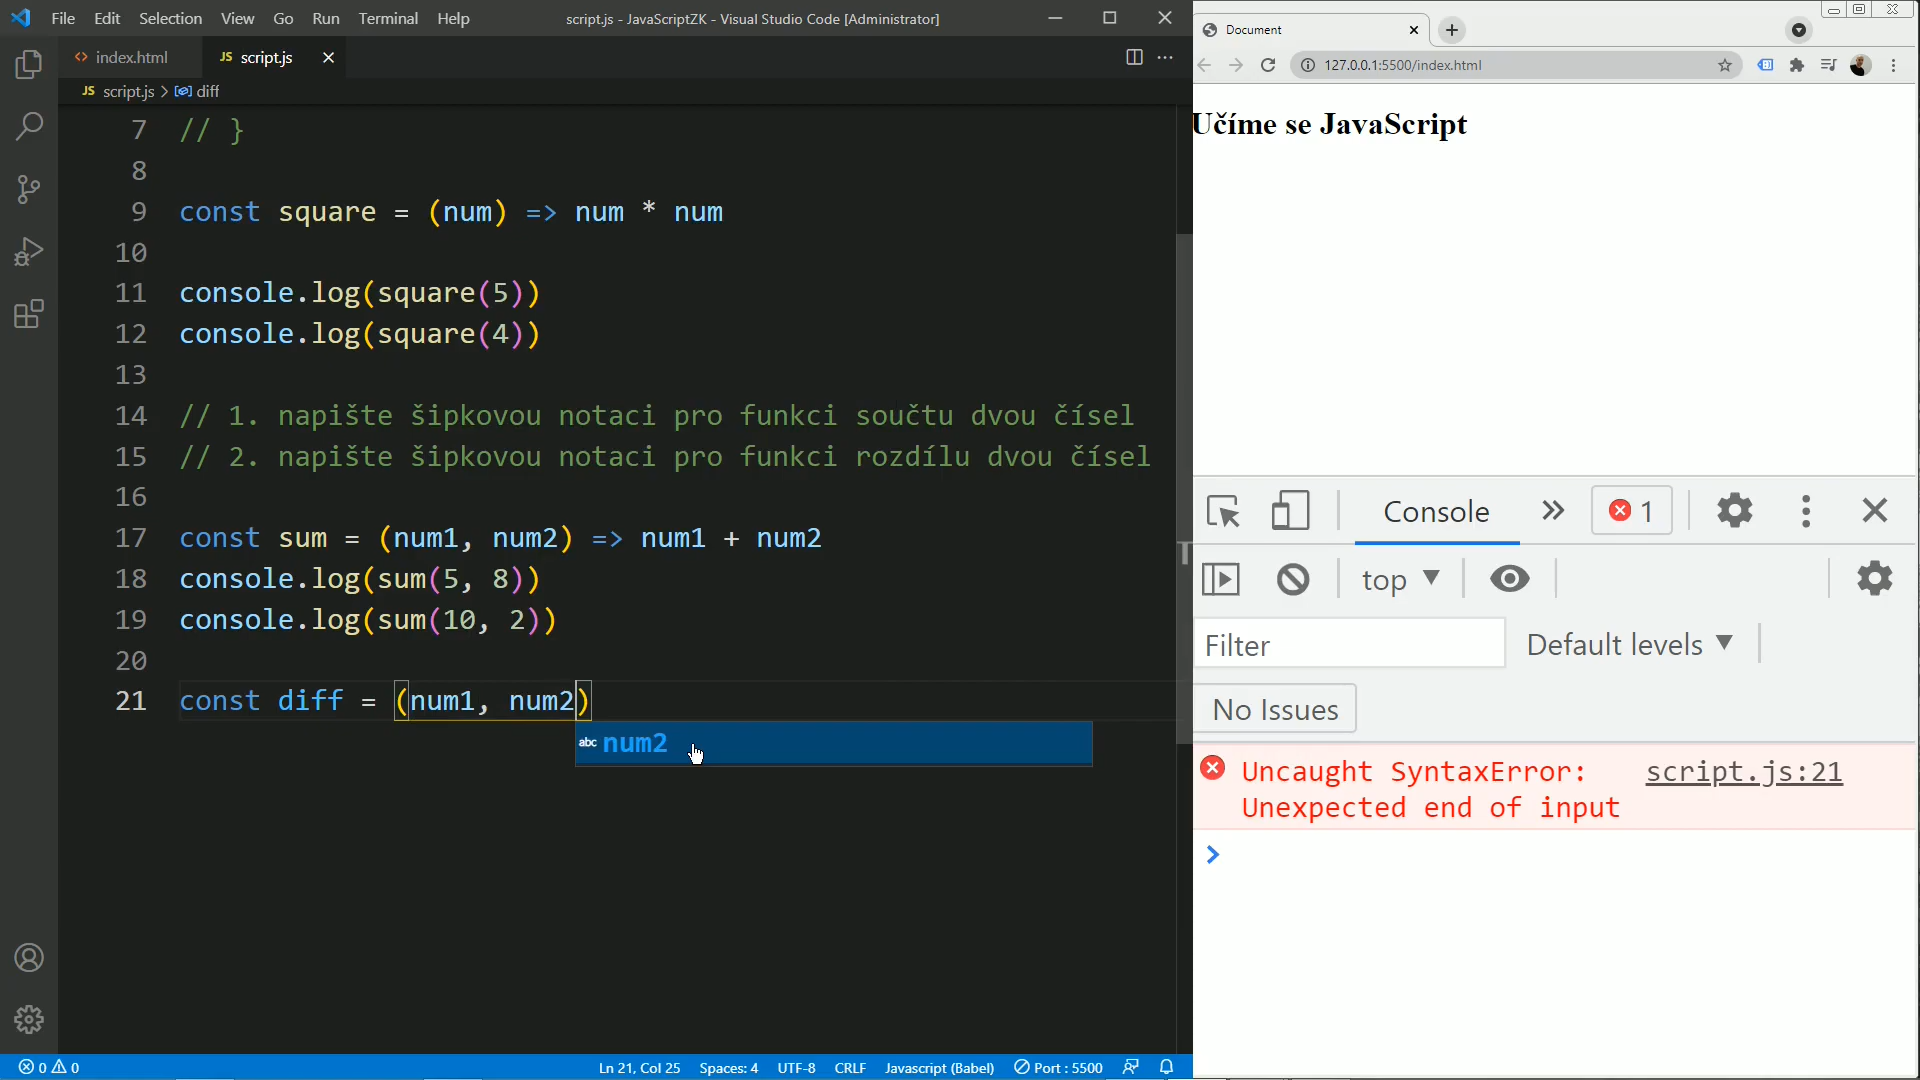 File Edit Selection View Go Run Terminal Help
script.js - JavaScriptZK - Visual Studio Code [Administrator]
<> index.html
JS script.js
JS script.js > diff
7 // }
8
9 const square = (num) => num * num
10
11 console.log(square(5))
12 console.log(square(4))
13
14 // 1. napište šipkovou notaci pro funkci součtu dvou čísel
15 // 2. napište šipkovou notaci pro funkci rozdílu dvou čísel
16
17 const sum = (num1, num2) => num1 + num2
18 console.log(sum(5, 8))
19 console.log(sum(10, 2))
20
21 const diff = (num1, num2)
abc num2
0 0
Ln 21, Col 25 Spaces: 4 UTF-8 CRLF Javascript (Babel) Port : 5500
Document
127.0.0.1:5500/index.html
Učíme se JavaScript
Console 1
top
Filter Default levels
No Issues
Uncaught SyntaxError: script.js:21
Unexpected end of input